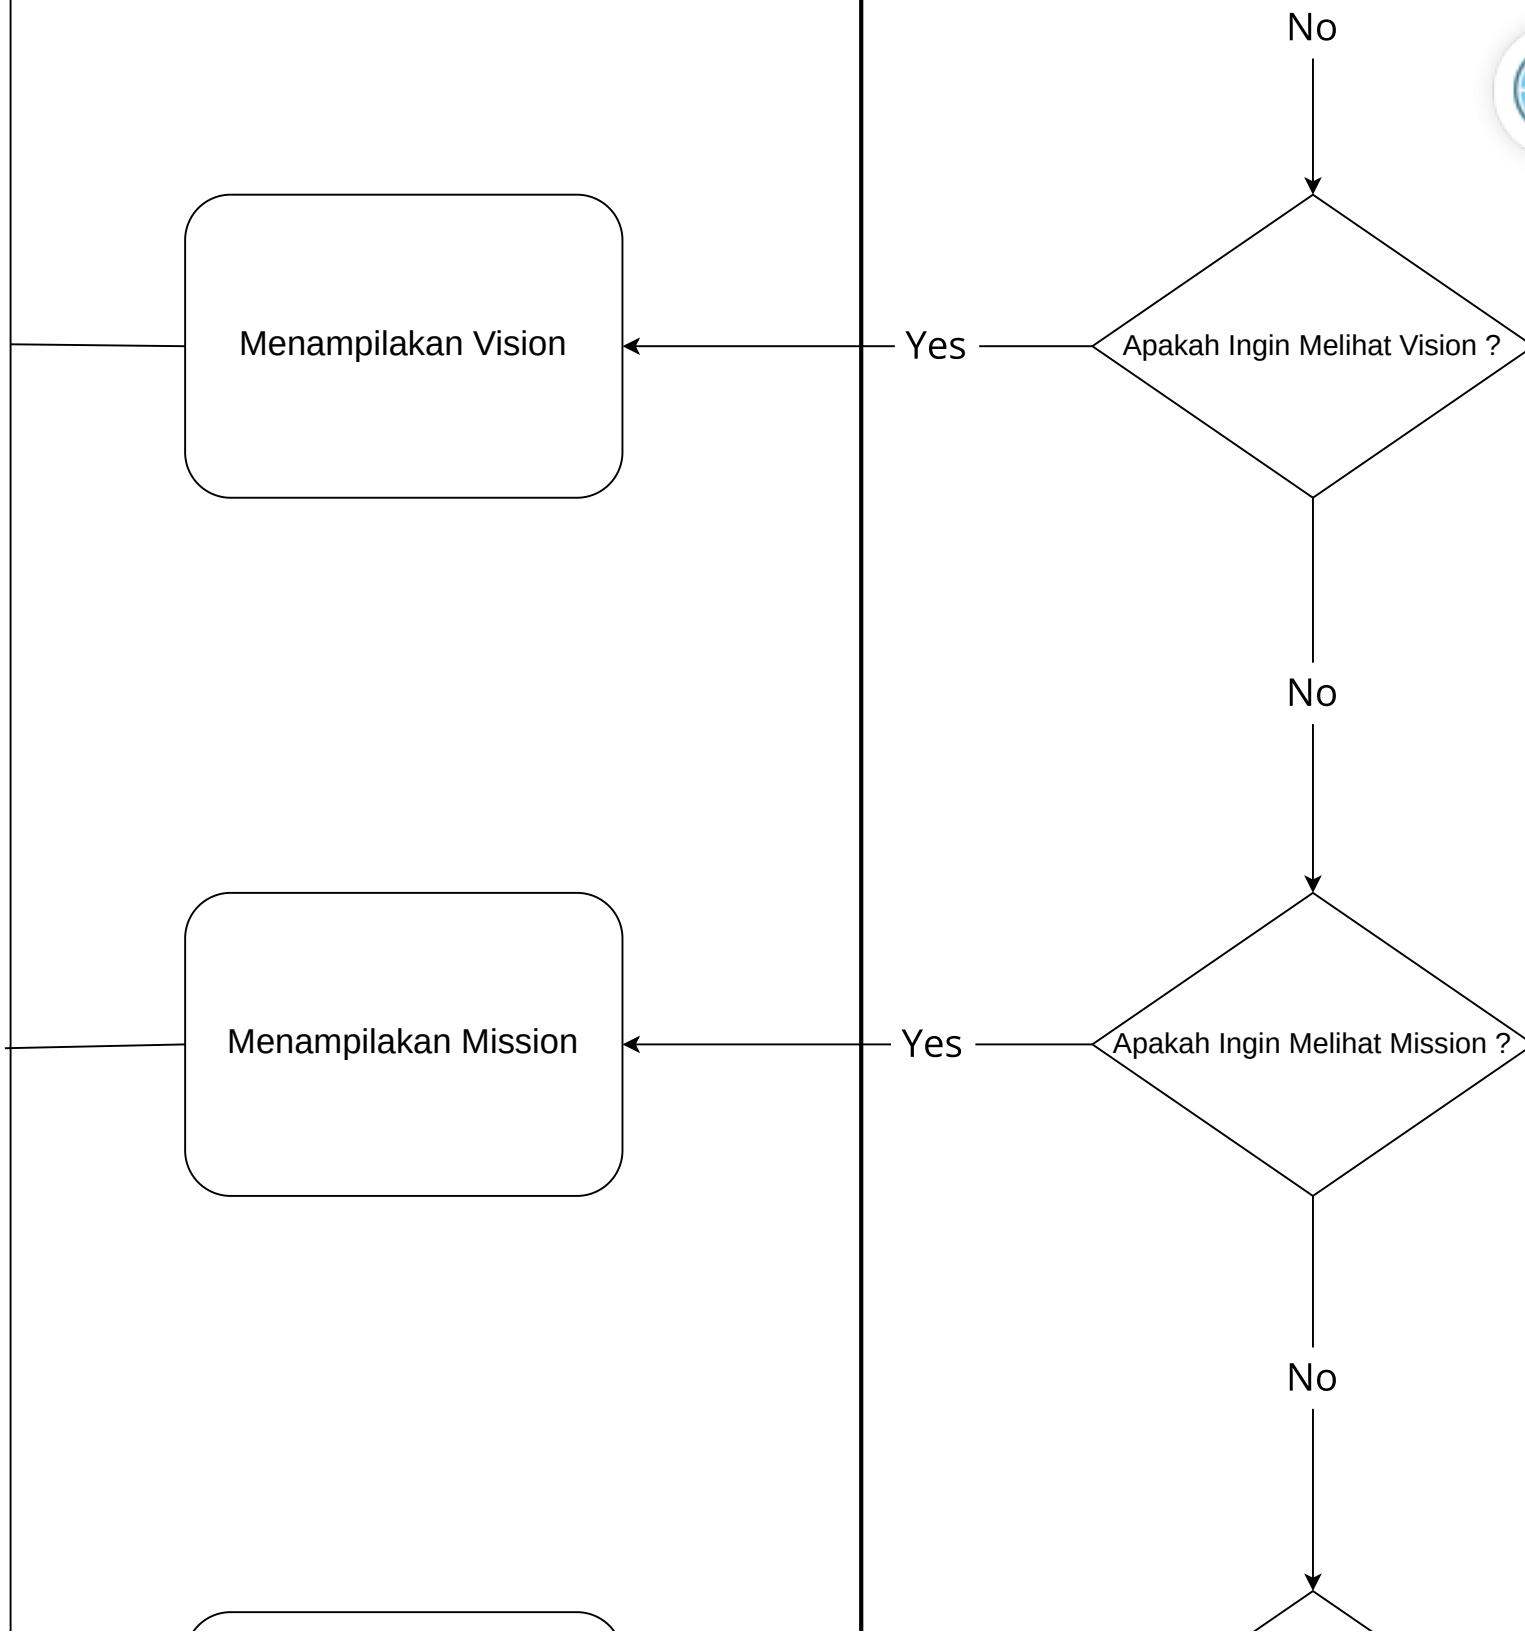 No
Menampilakan Vision
Yes
Apakah Ingin Melihat Vision ?
No
Menampilakan Mission
Yes
Apakah Ingin Melihat Mission ?
No